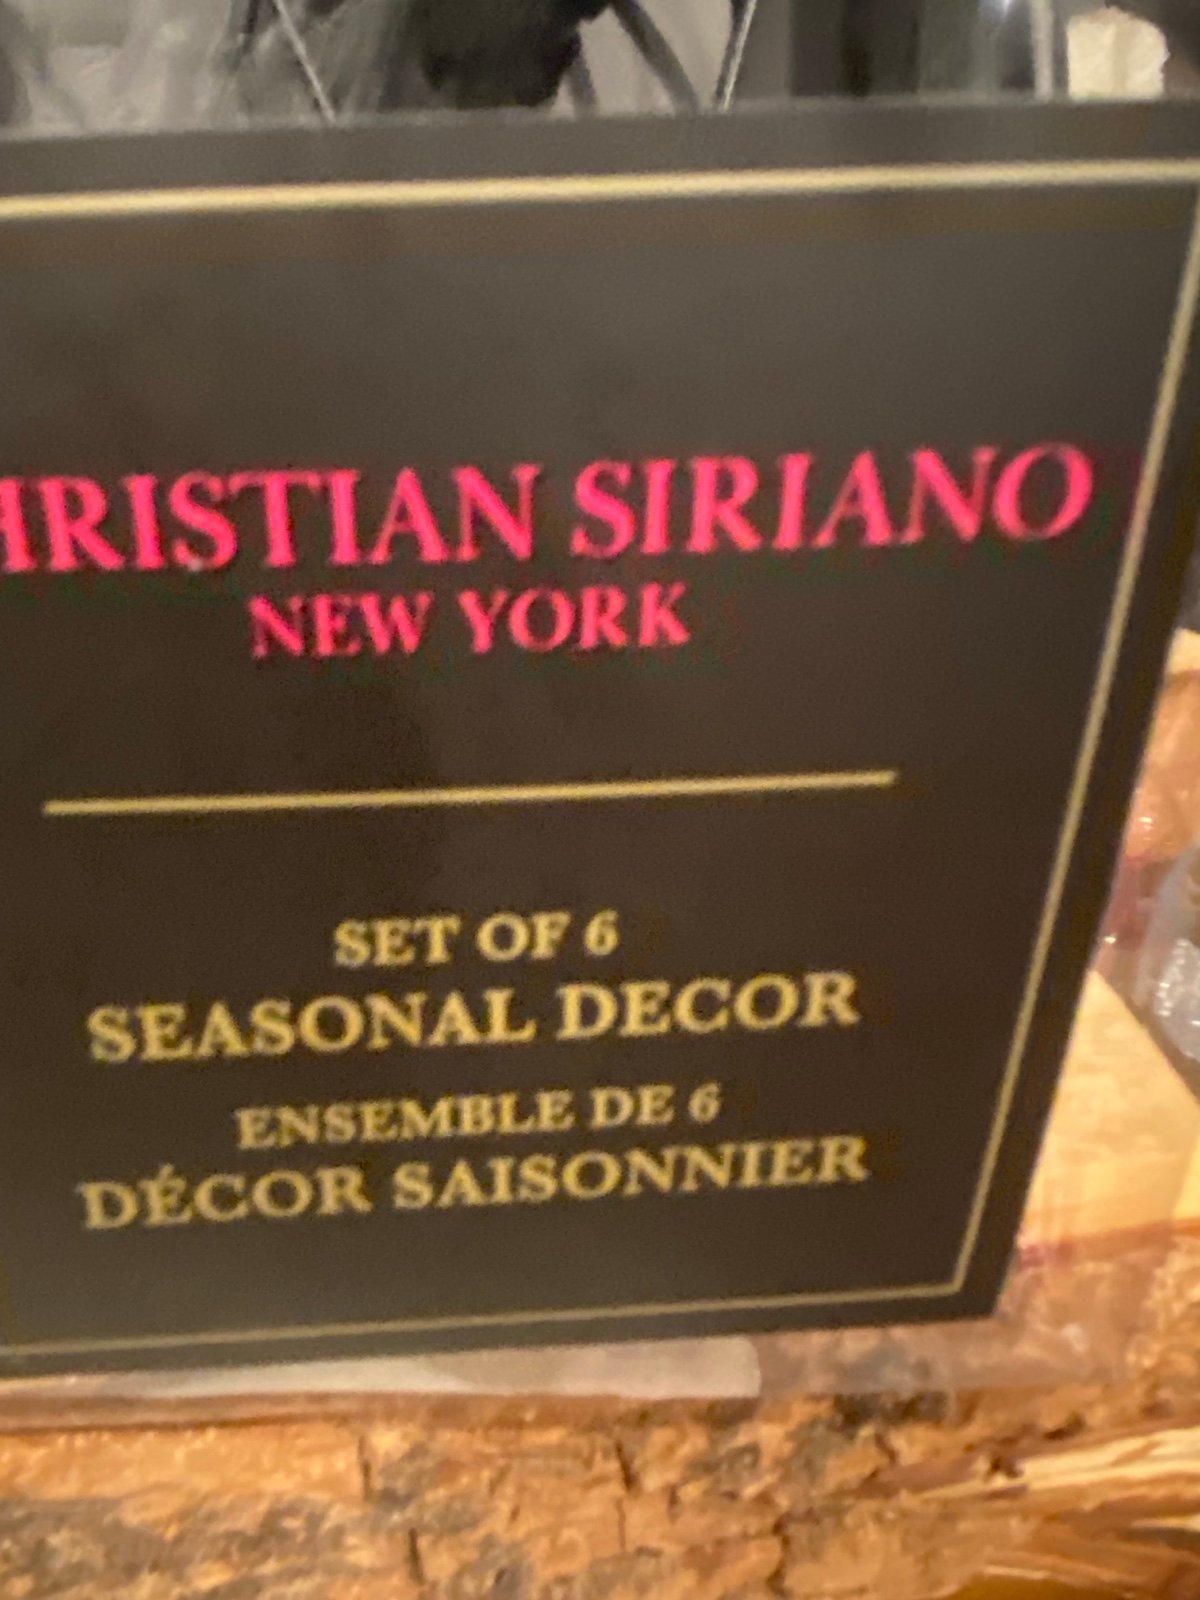 HRISTIAN SIRIANO
NEW YORK
SET OF 6
SEASONAL DECOR
ENSEMBLE DE 6
DÉCOR SAISONNIER